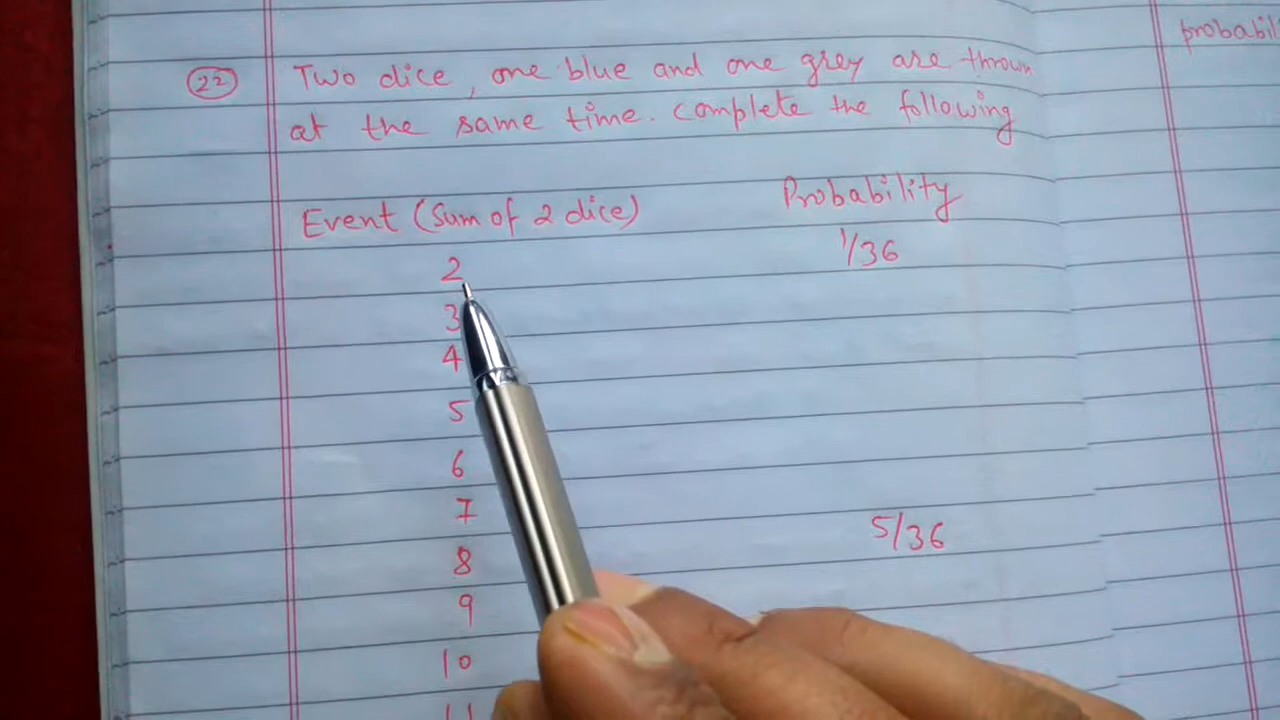 probabil
22 Two dice, one blue and one grey are thrown
at the same time. complete the following
Event (Sum of 2 dice) Probability
2 1/36
3
4
5
6
7
8 5/36
9
10
11